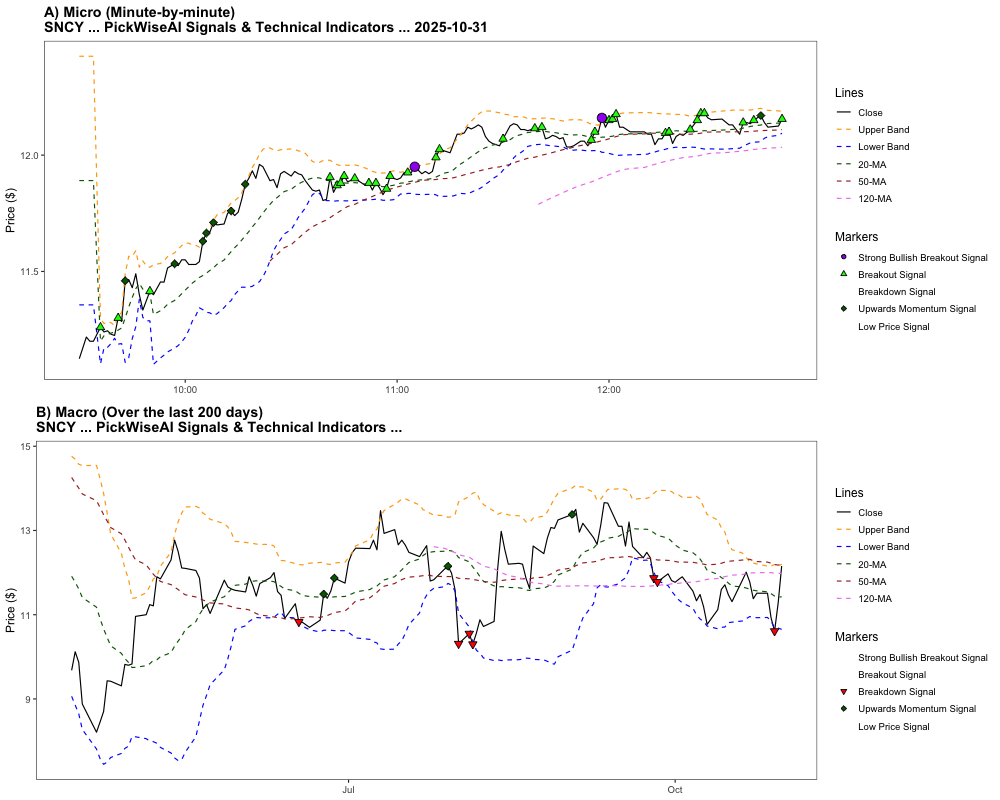 A) Micro (Minute-by-minute)
SNCY ... PickWiseAI Signals & Technical Indicators ... 2025-10-31
Price ($)
12.0
11.5
10:00
11:00
12:00
Lines
Close
Upper Band
Lower Band
20-MA
50-MA
120-MA
Markers
Strong Bullish Breakout Signal
Breakout Signal
Breakdown Signal
Upwards Momentum Signal
Low Price Signal
B) Macro (Over the last 200 days)
SNCY ... PickWiseAI Signals & Technical Indicators ...
Price ($)
15
13
11
9
Jul
Oct
Lines
Close
Upper Band
Lower Band
20-MA
50-MA
120-MA
Markers
Strong Bullish Breakout Signal
Breakout Signal
Breakdown Signal
Upwards Momentum Signal
Low Price Signal